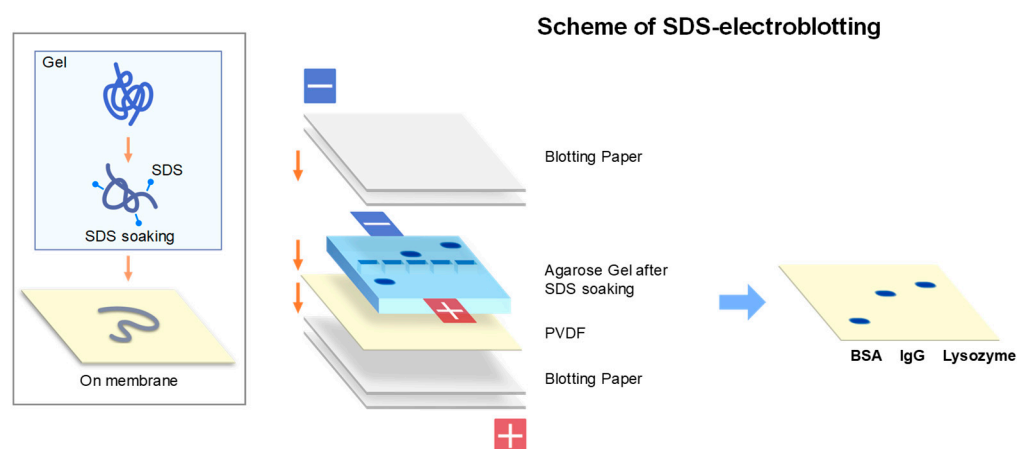 Scheme of SDS-electroblotting
Gel
SDS
SDS soaking
On membrane
Blotting Paper
Agarose Gel after
SDS soaking
PVDF
Blotting Paper
BSA IgG Lysozyme